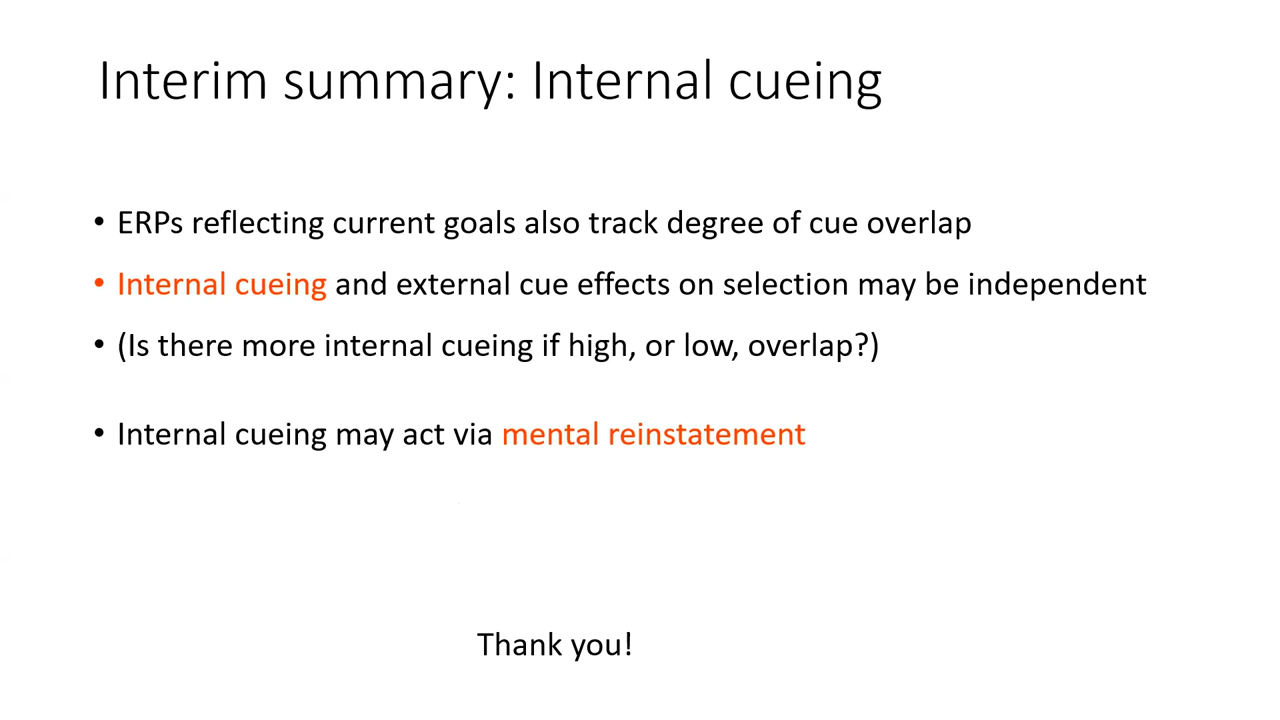 Interim summary: Internal cueing
• ERPs reflecting current goals also track degree of cue overlap
• Internal cueing and external cue effects on selection may be independent
• (Is there more internal cueing if high, or low, overlap?)
• Internal cueing may act via mental reinstatement
Thank you!